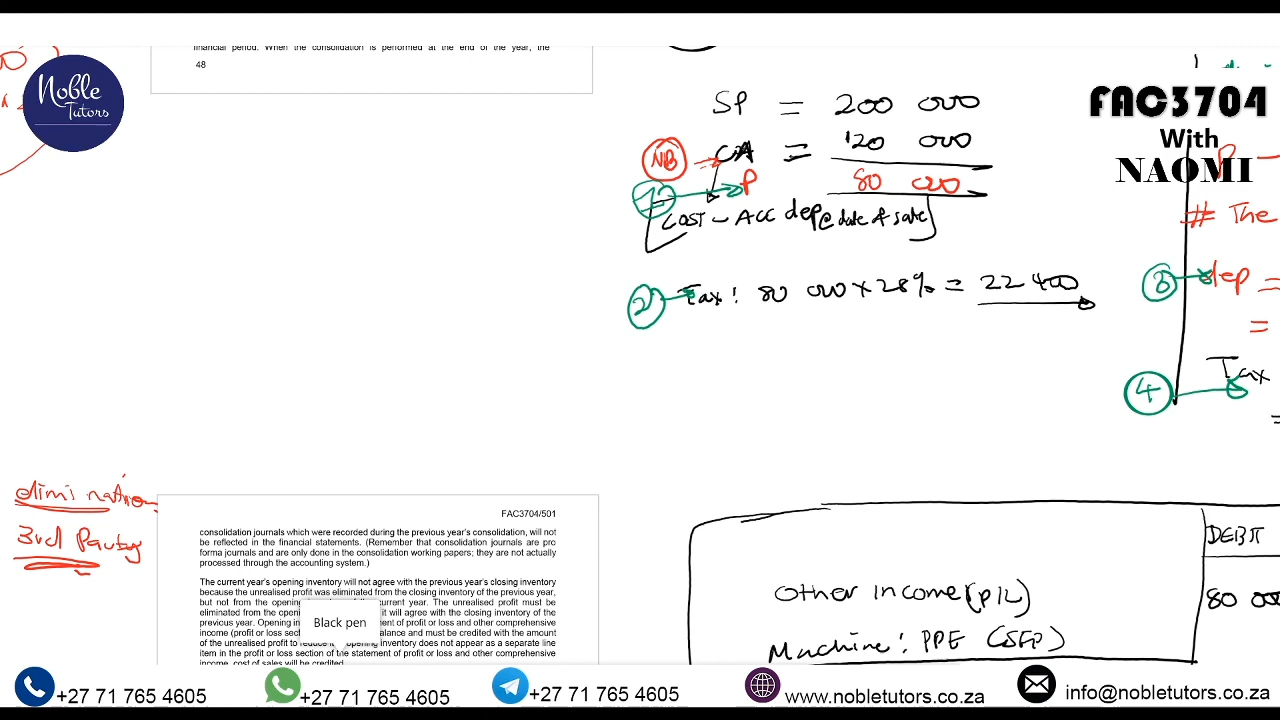 financial period. When the consolidation is performed at the end of the year, the
48
Noble
Tutors
FAC3704
With
NAOMI
SP = 200 000
NB CA = 120 000
1 P 80 000
COST - Acc dep @ date of sale
2 Tax: 80 000 x 28% = 22 400
P
# The
3 dep =
=
4 Tax
=
elimination
3rd Party
FAC3704/501
consolidation journals which were recorded during the previous year's consolidation, will not
be reflected in the financial statements. (Remember that consolidation journals are pro
forma journals and are only done in the consolidation working papers; they are not actually
processed through the accounting system.)
The current year's opening inventory will not agree with the previous year's closing inventory
because the unrealised profit was eliminated from the closing inventory of the previous year,
but not from the opening current year. The unrealised profit must be
eliminated from the openi it will agree with the closing inventory of the
previous year. Opening in ent of profit or loss and other comprehensive
income (profit or loss sect alance and must be credited with the amount
of the unrealised profit to reduce it opening inventory does not appear as a separate line
item in the profit or loss section of the statement of profit or loss and other comprehensive
income, cost of sales will be credited.
Black pen
DEBT
Other income (P/L) 80 000
Machine: PPE (SFP)
+27 71 765 4605
+27 71 765 4605
+27 71 765 4605
www.nobletutors.co.za
info@nobletutors.co.za